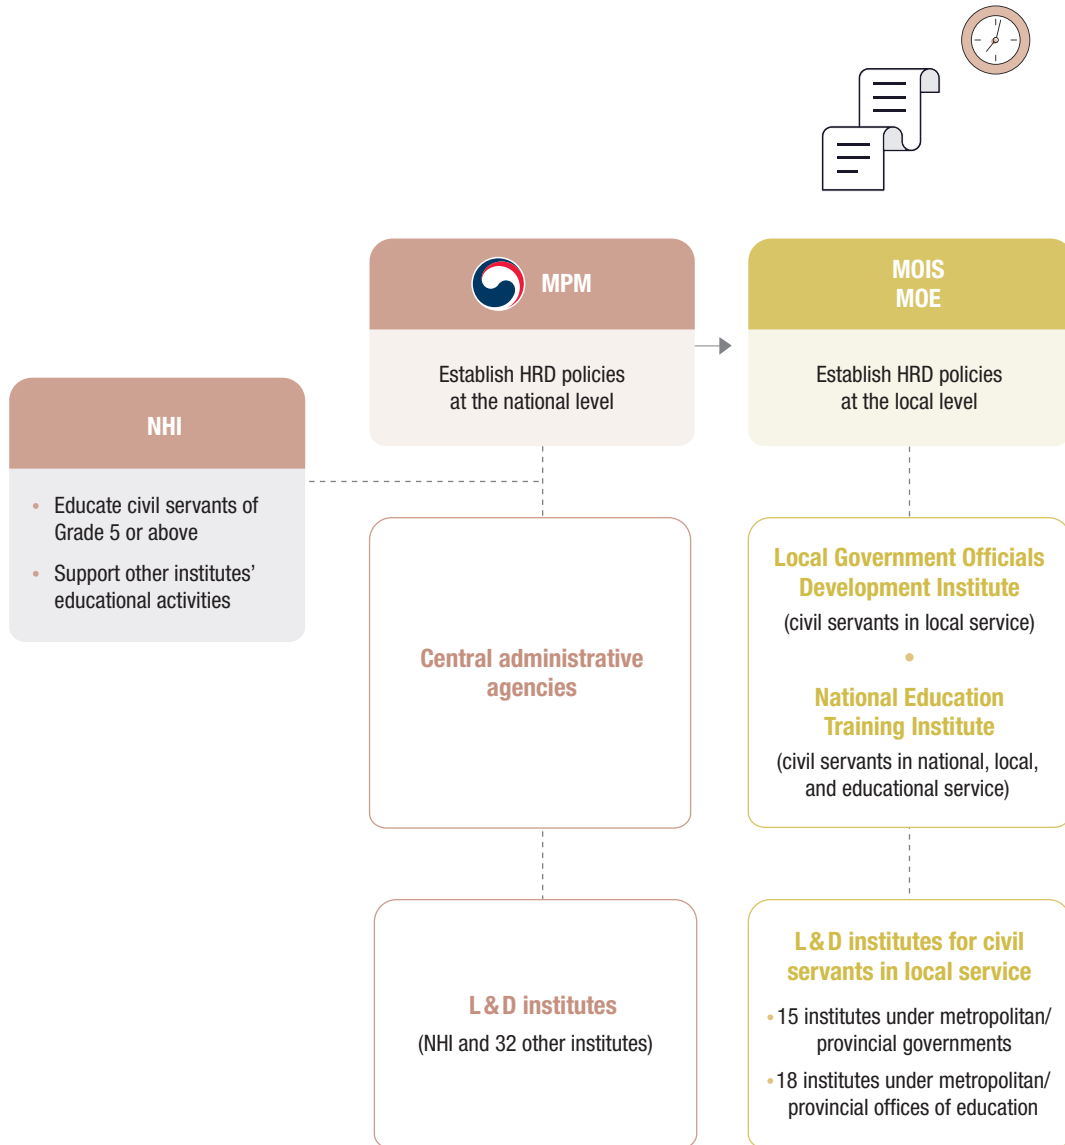 MPM
Establish HRD policies
at the national level
MOIS
MOE
Establish HRD policies
at the local level
NHI
• Educate civil servants of
Grade 5 or above
• Support other institutes’
educational activities
Central administrative
agencies
Local Government Officials
Development Institute
(civil servants in local service)
•
National Education
Training Institute
(civil servants in national, local,
and educational service)
L&D institutes
(NHI and 32 other institutes)
L&D institutes for civil
servants in local service
• 15 institutes under metropolitan/
provincial governments
• 18 institutes under metropolitan/
provincial offices of education